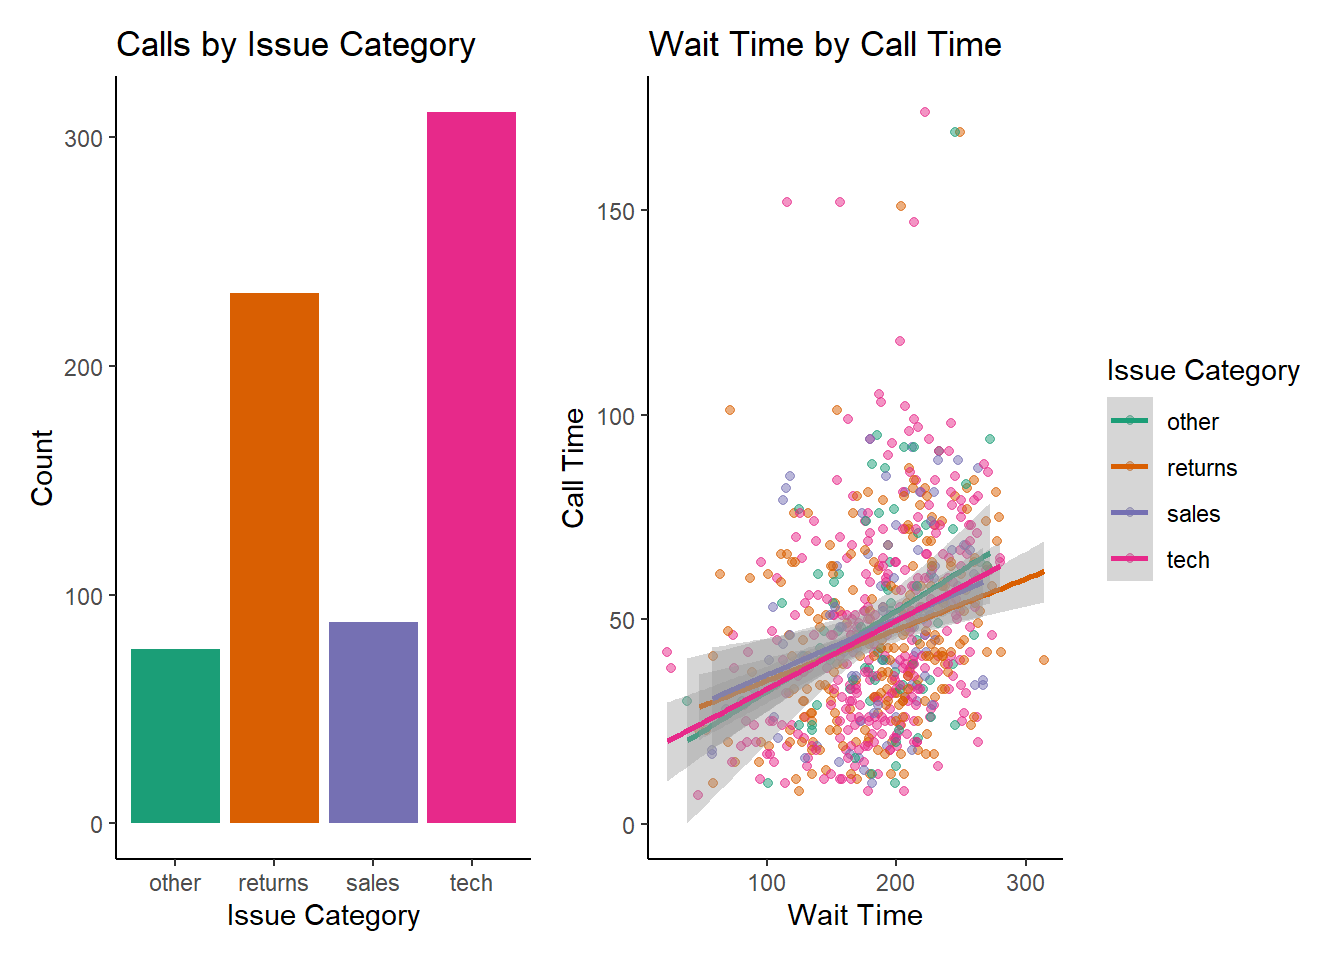 Calls by Issue Category
300
200
100
0
Count
other
returns
sales
tech
Issue Category
Wait Time by Call Time
150
100
50
0
Call Time
100
200
300
Wait Time
Issue Category
other
returns
sales
tech